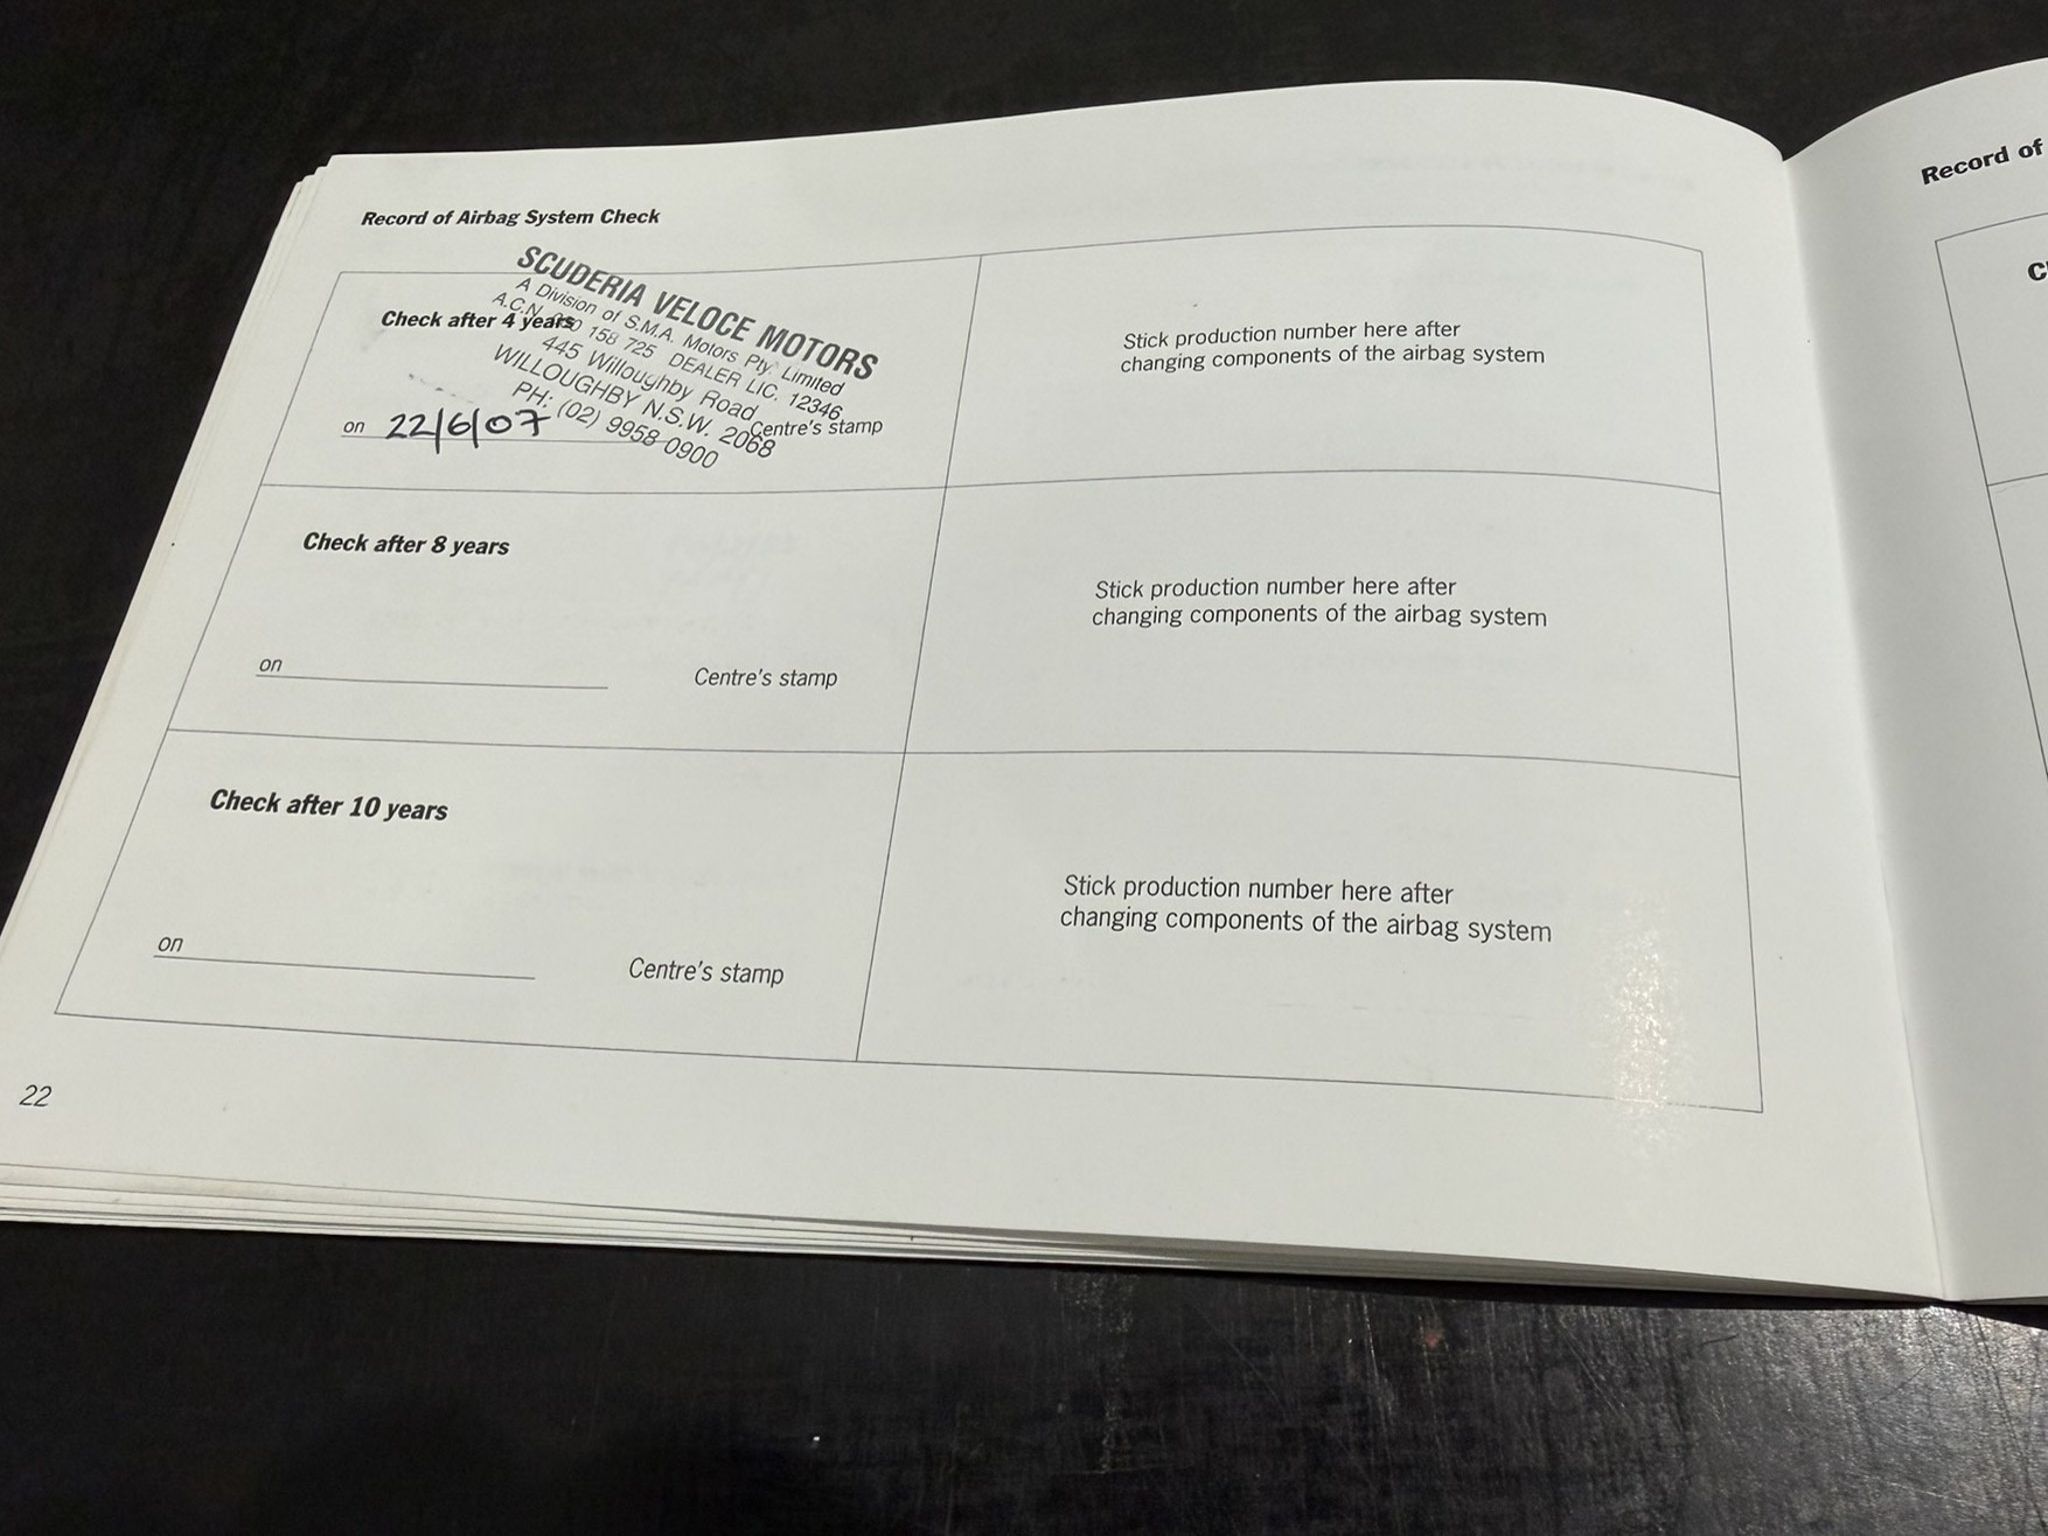 Record of Airbag System Check
SCUDERIA VELOCE MOTORS
A Division of S.M.A. Motors Pty. Limited
A.C.N. 158 725 DEALER LIC. 12346
445 Willoughby Road
WILLOUGHBY N.S.W. 2068
PH: (02) 9958 0900
Check after 4 years
on 22/6/07
Centre's stamp
Stick production number here after
changing components of the airbag system
Check after 8 years
on
Centre's stamp
Stick production number here after
changing components of the airbag system
Check after 10 years
on
Centre's stamp
Stick production number here after
changing components of the airbag system
22
Record of